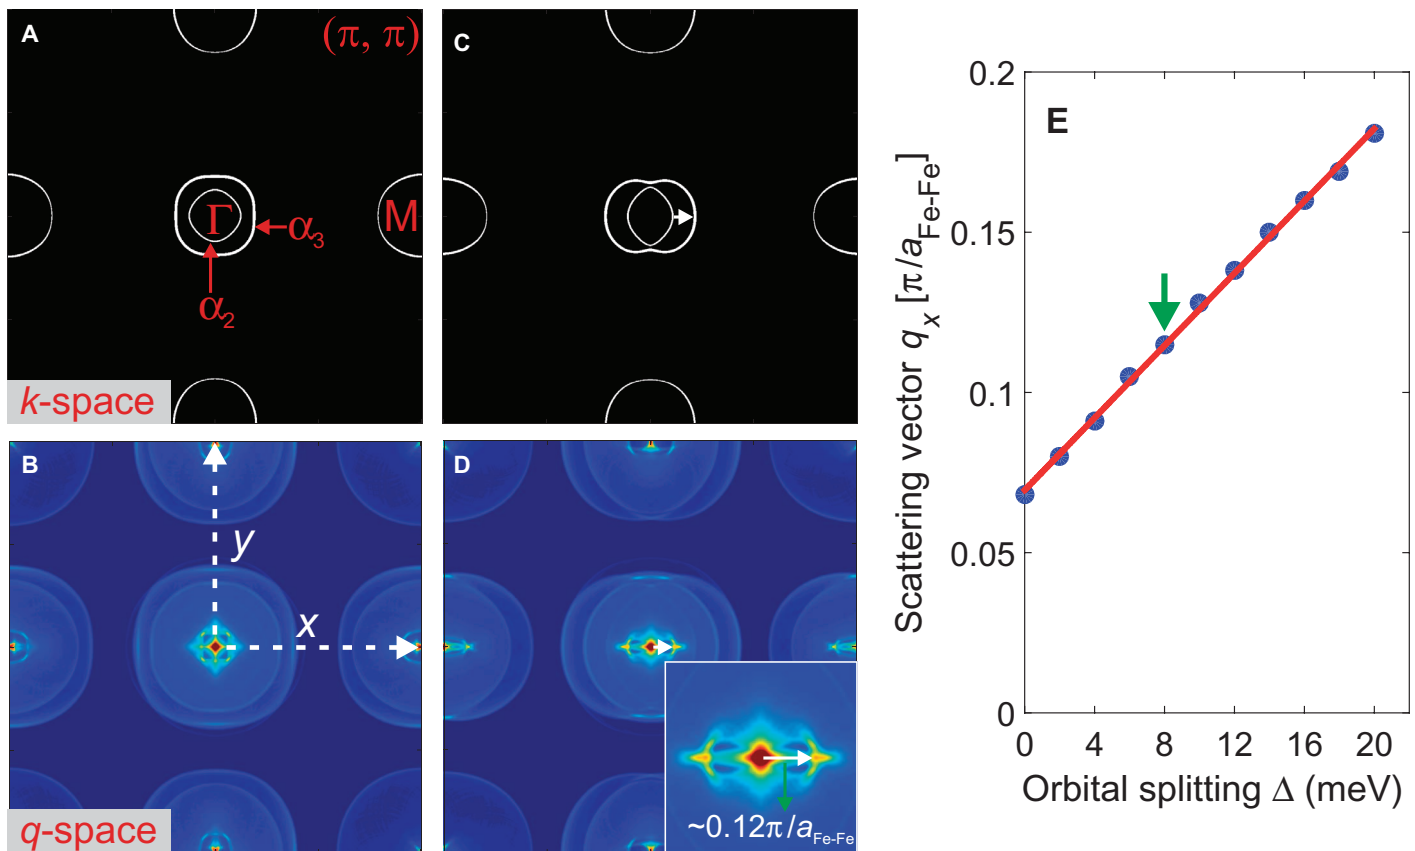 A
(π, π)
Γ
M
α3
α2
k-space
C
B
y
x
q-space
D
~0.12π/aFe-Fe
E
Scattering vector qx [π/aFe-Fe]
0.2
0.15
0.1
0.05
0
0 4 8 12 16 20
Orbital splitting Δ (meV)